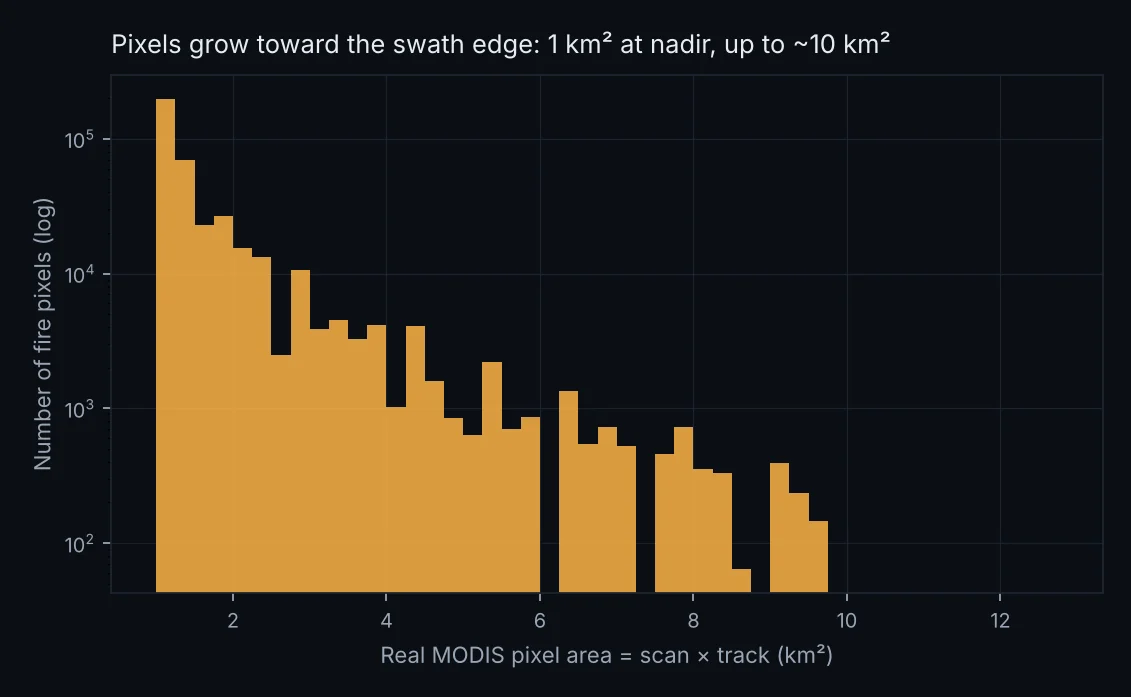 Pixels grow toward the swath edge: 1 km² at nadir, up to ~10 km²
Number of fire pixels (log)
10⁵
10⁴
10³
10²
2 4 6 8 10 12
Real MODIS pixel area = scan × track (km²)